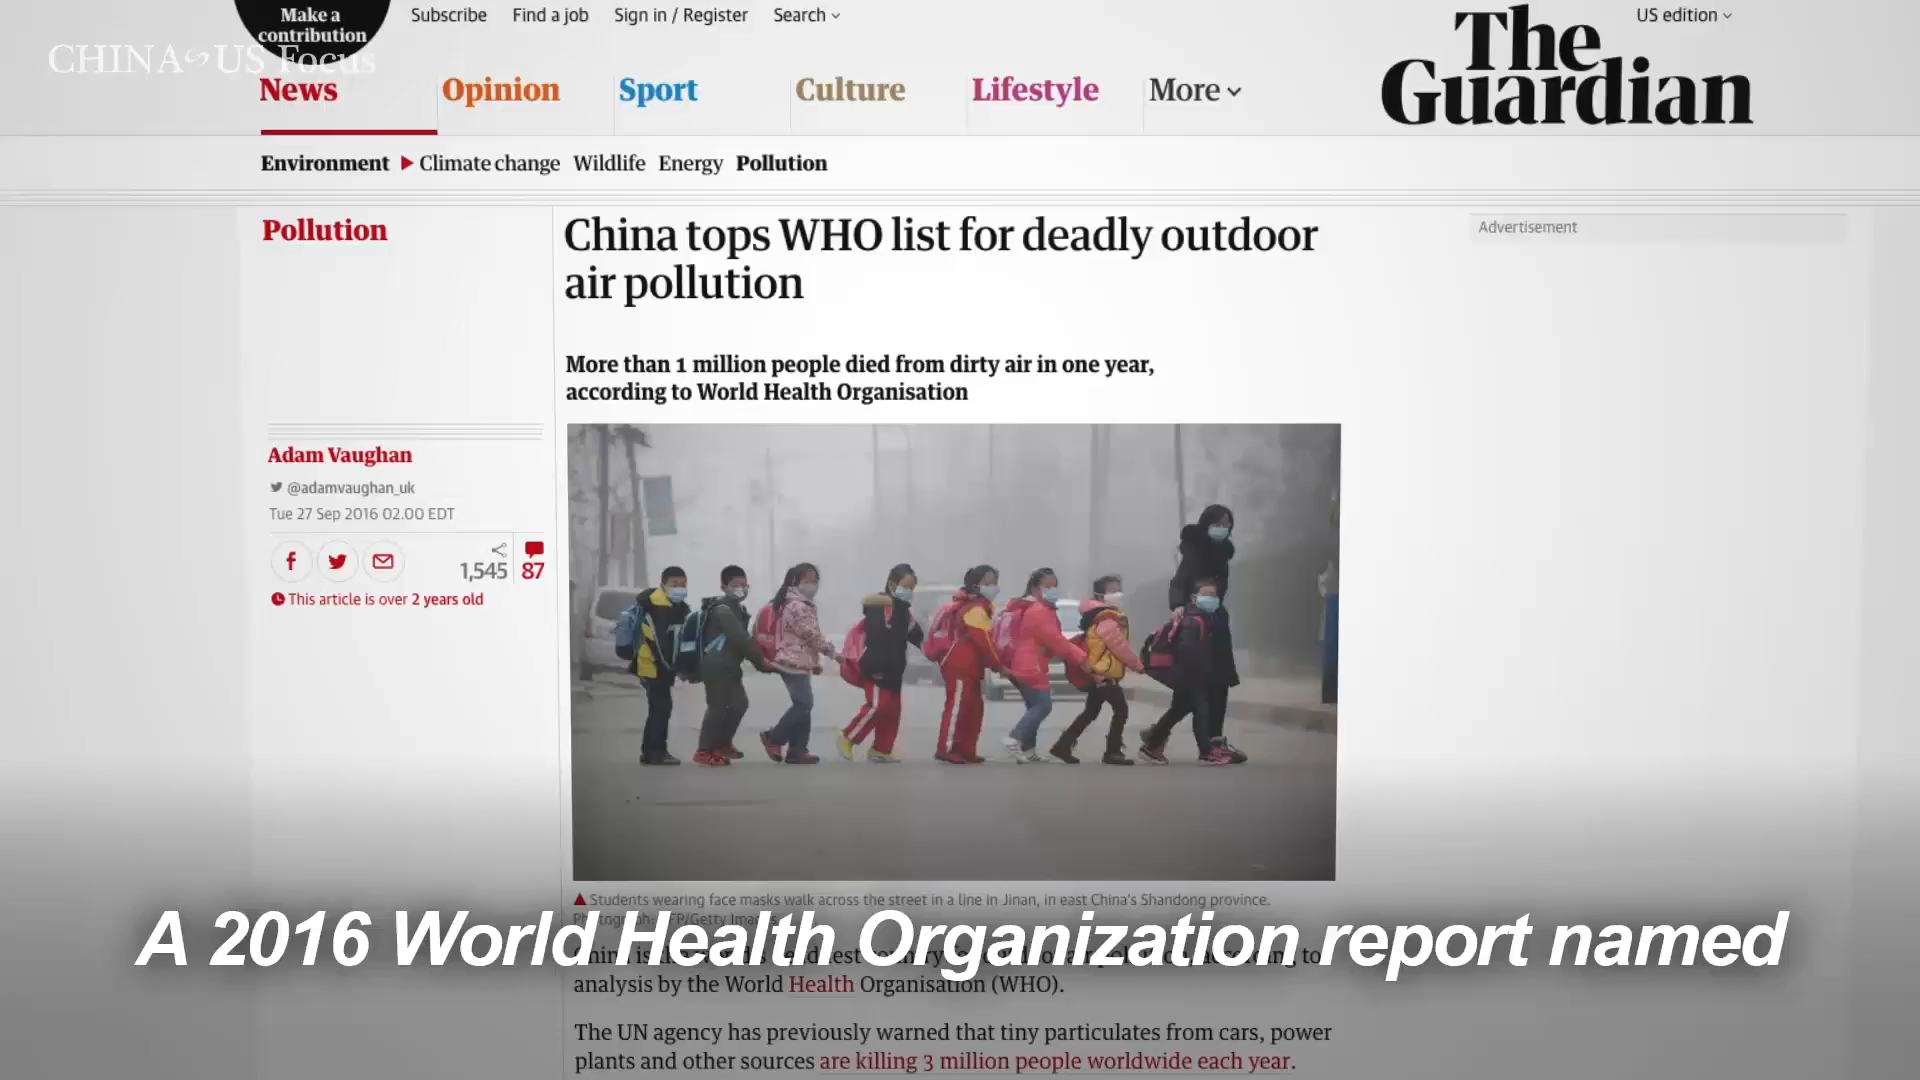 Make a
contribution
Subscribe
Find a job
Sign in / Register
Search
US edition
CHINA US Focus
The
Guardian
News
Opinion
Sport
Culture
Lifestyle
More
Environment
Climate change
Wildlife
Energy
Pollution
Pollution
China tops WHO list for deadly outdoor
air pollution
Advertisement
More than 1 million people died from dirty air in one year,
according to World Health Organisation
Adam Vaughan
@adamvaughan_uk
Tue 27 Sep 2016 02.00 EDT
1,545
87
This article is over 2 years old
Students wearing face masks walk across the street in a line in Jinan, in east China's Shandong province.
A 2016 World Health Organization report named
analysis by the World Health Organisation (WHO).
The UN agency has previously warned that tiny particulates from cars, power
plants and other sources are killing 3 million people worldwide each year.